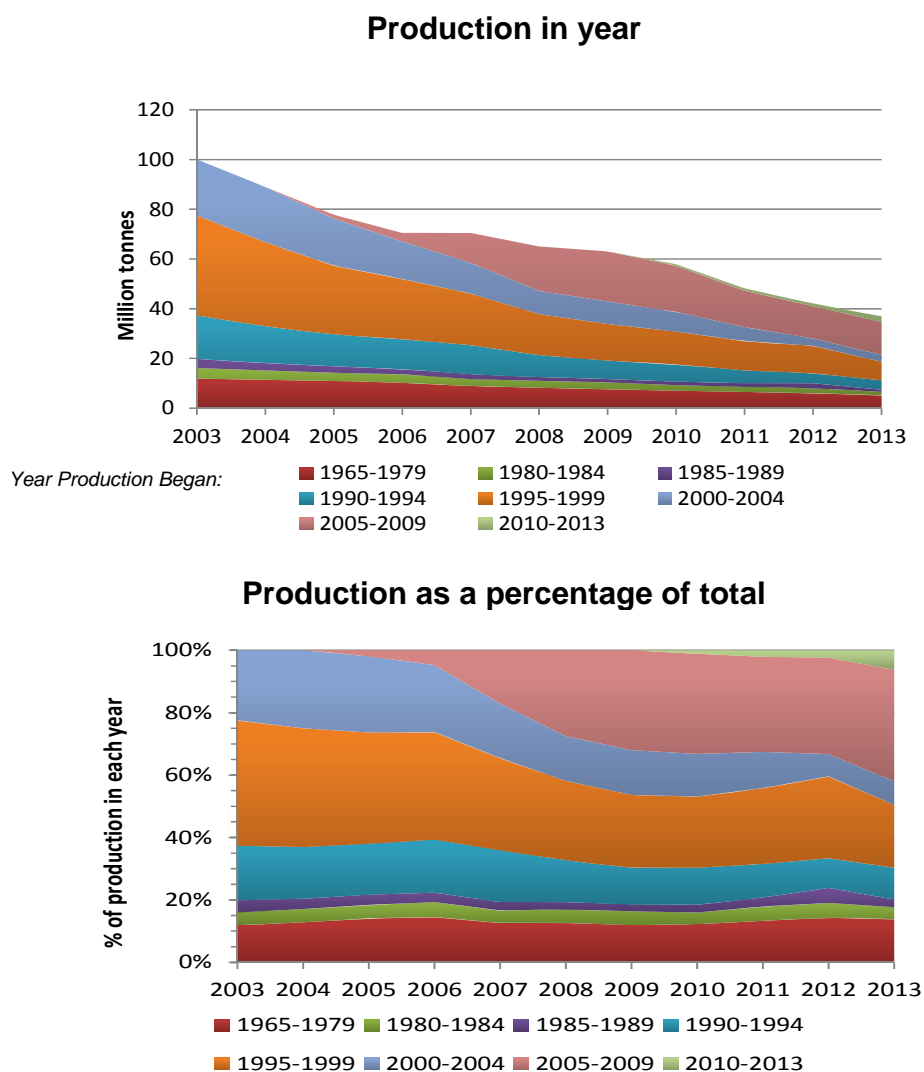 Production in year
120
100
80
60
40
20
0
Million tonnes
2003 2004 2005 2006 2007 2008 2009 2010 2011 2012 2013
Year Production Began:
1965-1979 1980-1984 1985-1989
1990-1994 1995-1999 2000-2004
2005-2009 2010-2013
Production as a percentage of total
100%
80%
60%
40%
20%
0%
% of production in each year
2003 2004 2005 2006 2007 2008 2009 2010 2011 2012 2013
1965-1979 1980-1984 1985-1989 1990-1994
1995-1999 2000-2004 2005-2009 2010-2013